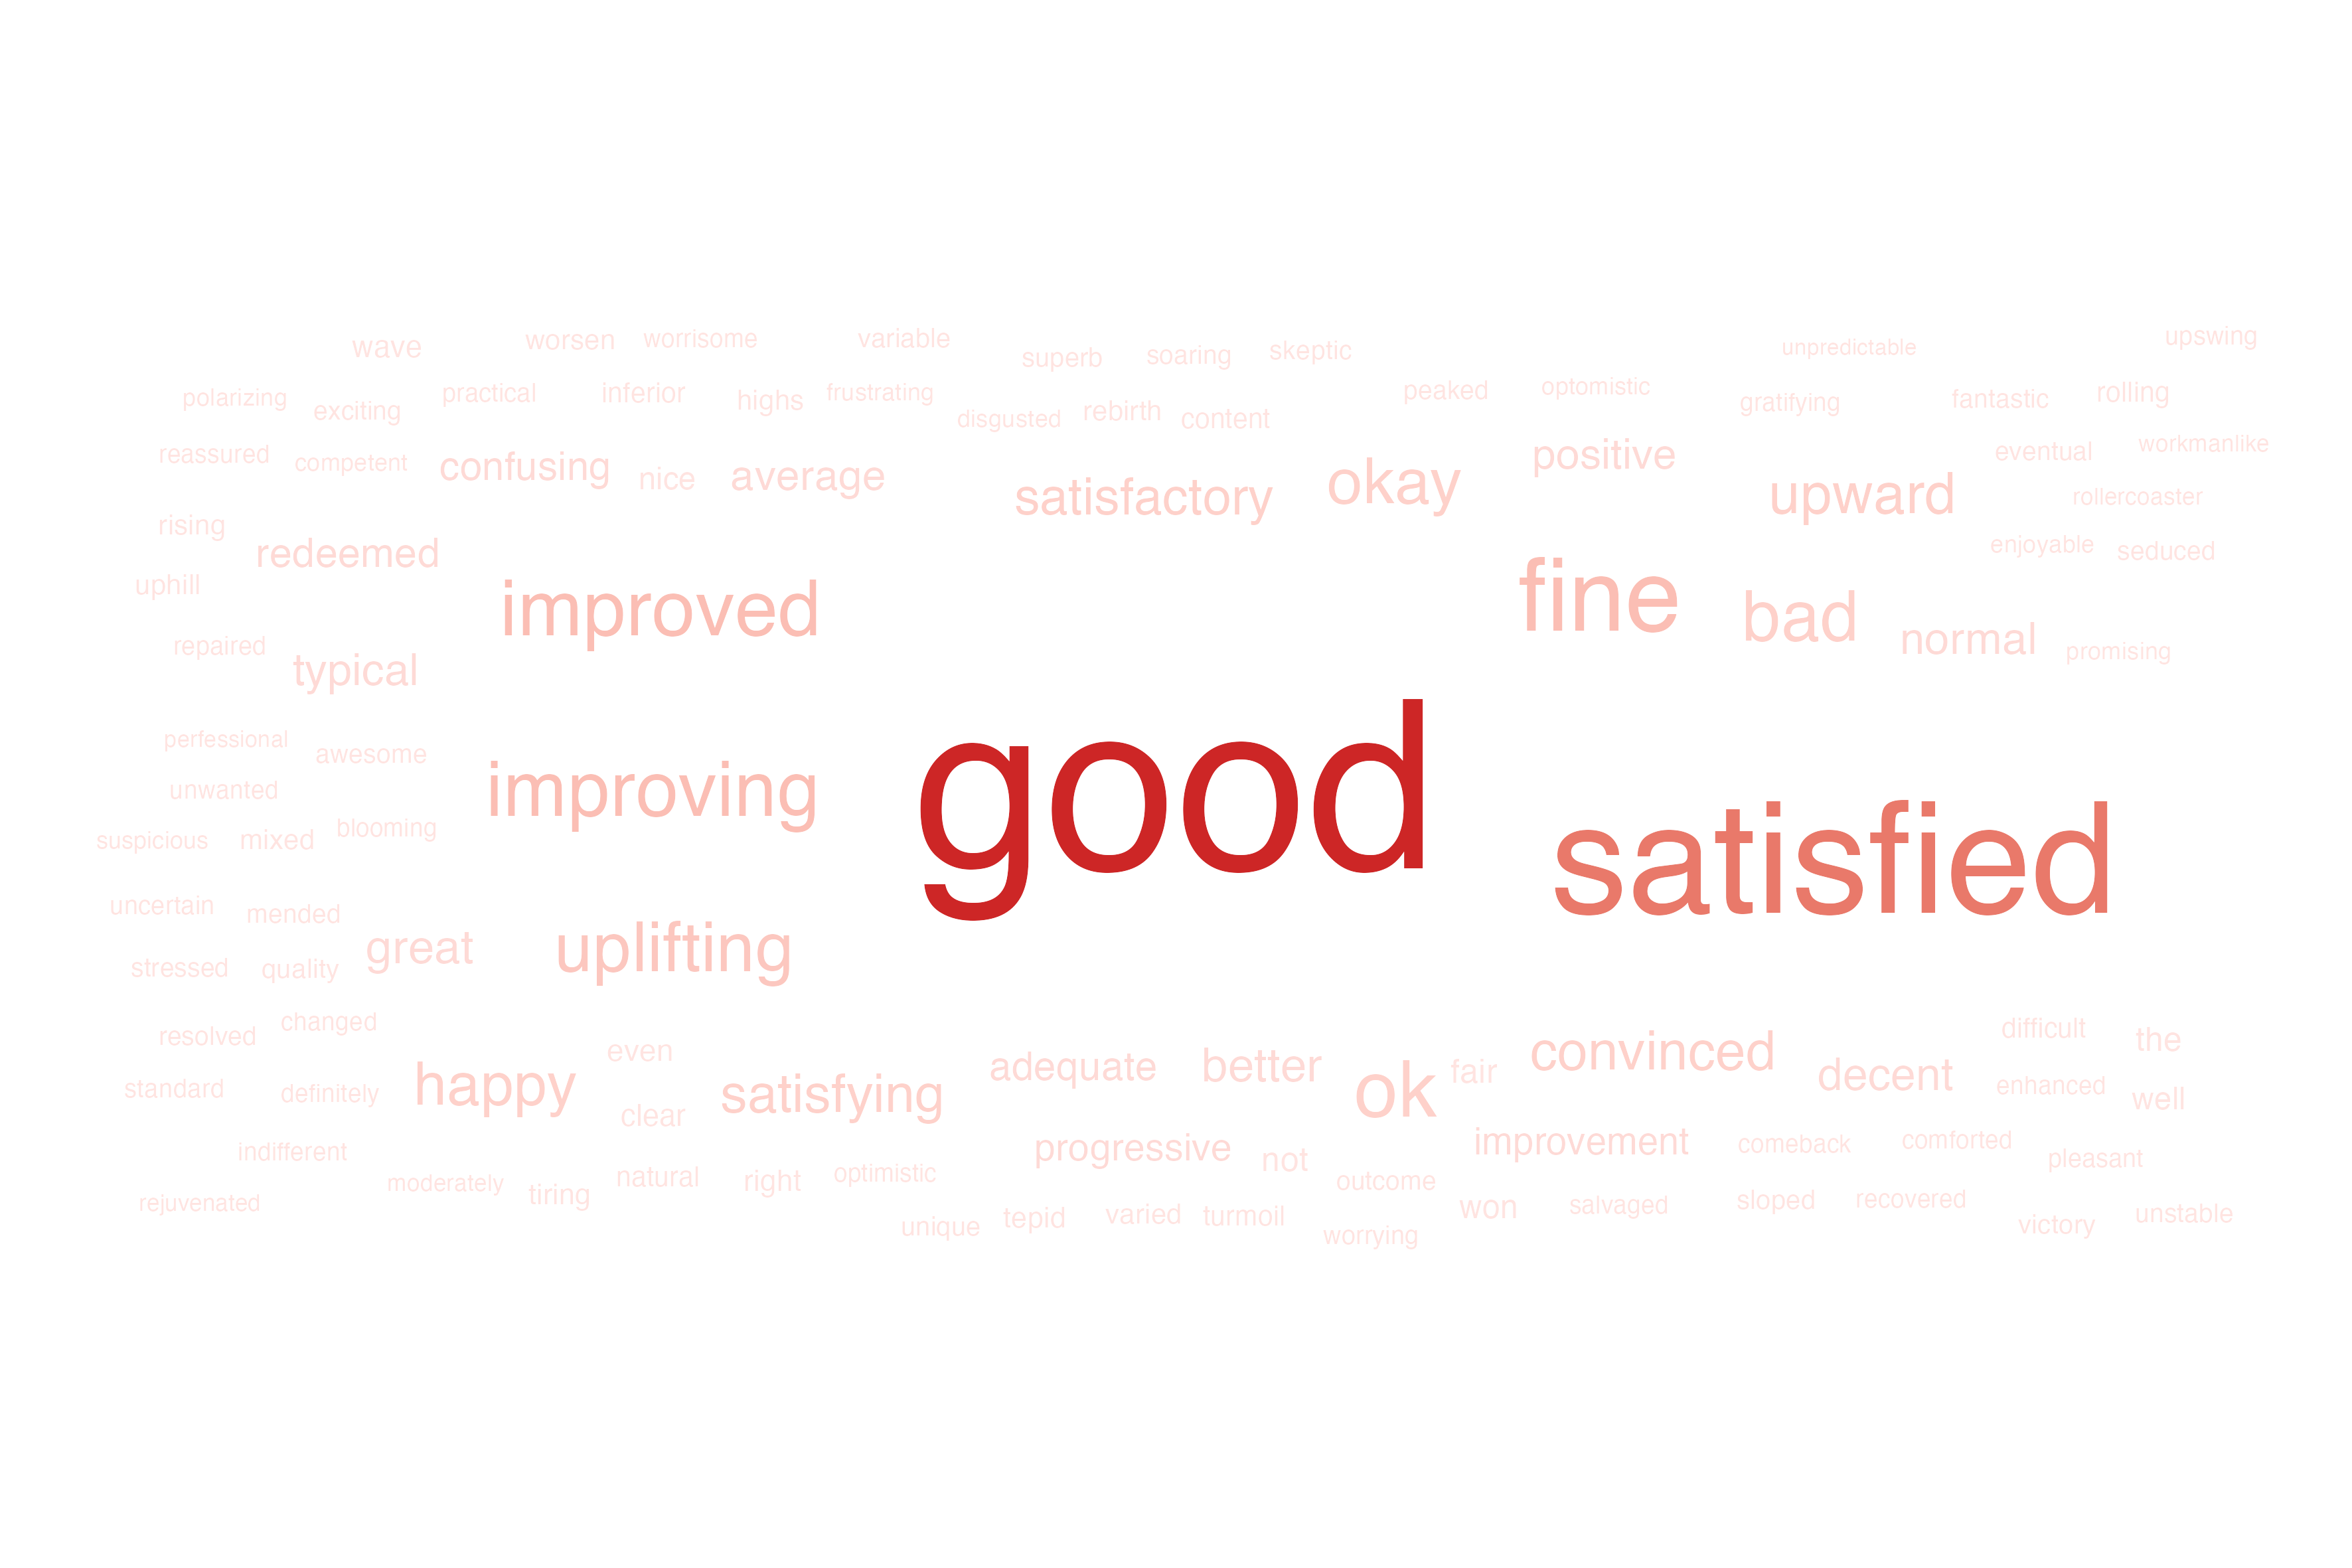 wave worsen worrisome variable superb soaring skeptic unpredictable upswing
polarizing exciting practical inferior highs frustrating disgusted rebirth content peaked optomistic gratifying fantastic rolling
reassured competent confusing nice average satisfactory okay positive upward eventual workmanlike
rising redeemed rollercoaster
uphill improved fine bad enjoyable seduced
repaired typical normal promising
perfessional awesome
unwanted improving good satisfied
suspicious mixed blooming
uncertain mended great uplifting
stressed quality
resolved changed even adequate better ok fair convinced decent difficult the
standard definitely happy clear satisfying enhanced well
indifferent progressive not improvement comeback comforted pleasant
rejuvenated moderately tiring natural right optimistic outcome won salvaged sloped recovered
unique tepid varied turmoil worrying victory unstable